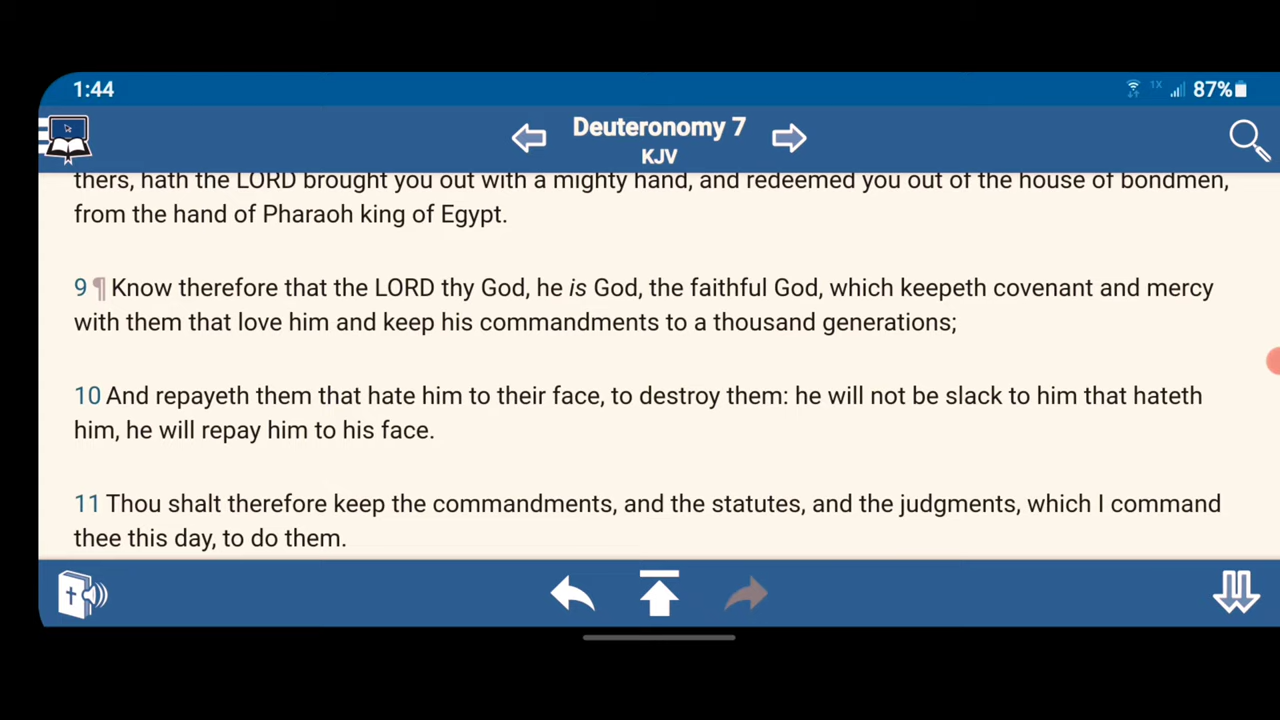 1:44
1X
87%
Deuteronomy 7
KJV
thers, hath the LORD brought you out with a mighty hand, and redeemed you out of the house of bondmen,
from the hand of Pharaoh king of Egypt.
9 ¶ Know therefore that the LORD thy God, he is God, the faithful God, which keepeth covenant and mercy
with them that love him and keep his commandments to a thousand generations;
10 And repayeth them that hate him to their face, to destroy them: he will not be slack to him that hateth
him, he will repay him to his face.
11 Thou shalt therefore keep the commandments, and the statutes, and the judgments, which I command
thee this day, to do them.